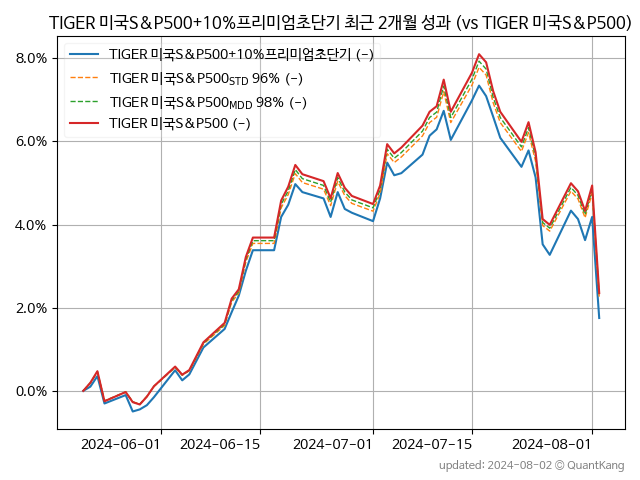 TIGER 미국S&P500+10%프리미엄초단기 최근 2개월 성과 (vs TIGER 미국S&P500)
8.0%
6.0%
4.0%
2.0%
0.0%
TIGER 미국S&P500+10%프리미엄초단기 (-)
TIGER 미국S&P500STD 96% (-)
TIGER 미국S&P500MDD 98% (-)
TIGER 미국S&P500 (-)
2024-06-01 2024-06-15 2024-07-01 2024-07-15 2024-08-01
updated: 2024-08-02 © QuantKang